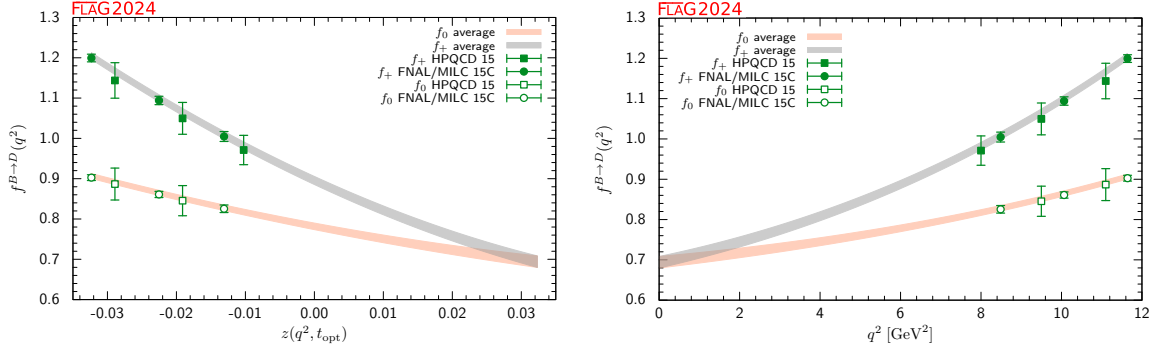 FLAG2024
f₀ average
f₊ average
f₊ HPQCD 15
f₊ FNAL/MILC 15C
f₀ HPQCD 15
f₀ FNAL/MILC 15C
f^{B→D}(q²)
1.3
1.2
1.1
1.0
0.9
0.8
0.7
0.6
-0.03 -0.02 -0.01 0.00 0.01 0.02 0.03
z(q², t_opt)
FLAG2024
f₀ average
f₊ average
f₊ HPQCD 15
f₊ FNAL/MILC 15C
f₀ HPQCD 15
f₀ FNAL/MILC 15C
f^{B→D}(q²)
1.3
1.2
1.1
1.0
0.9
0.8
0.7
0.6
0 2 4 6 8 10 12
q² [GeV²]